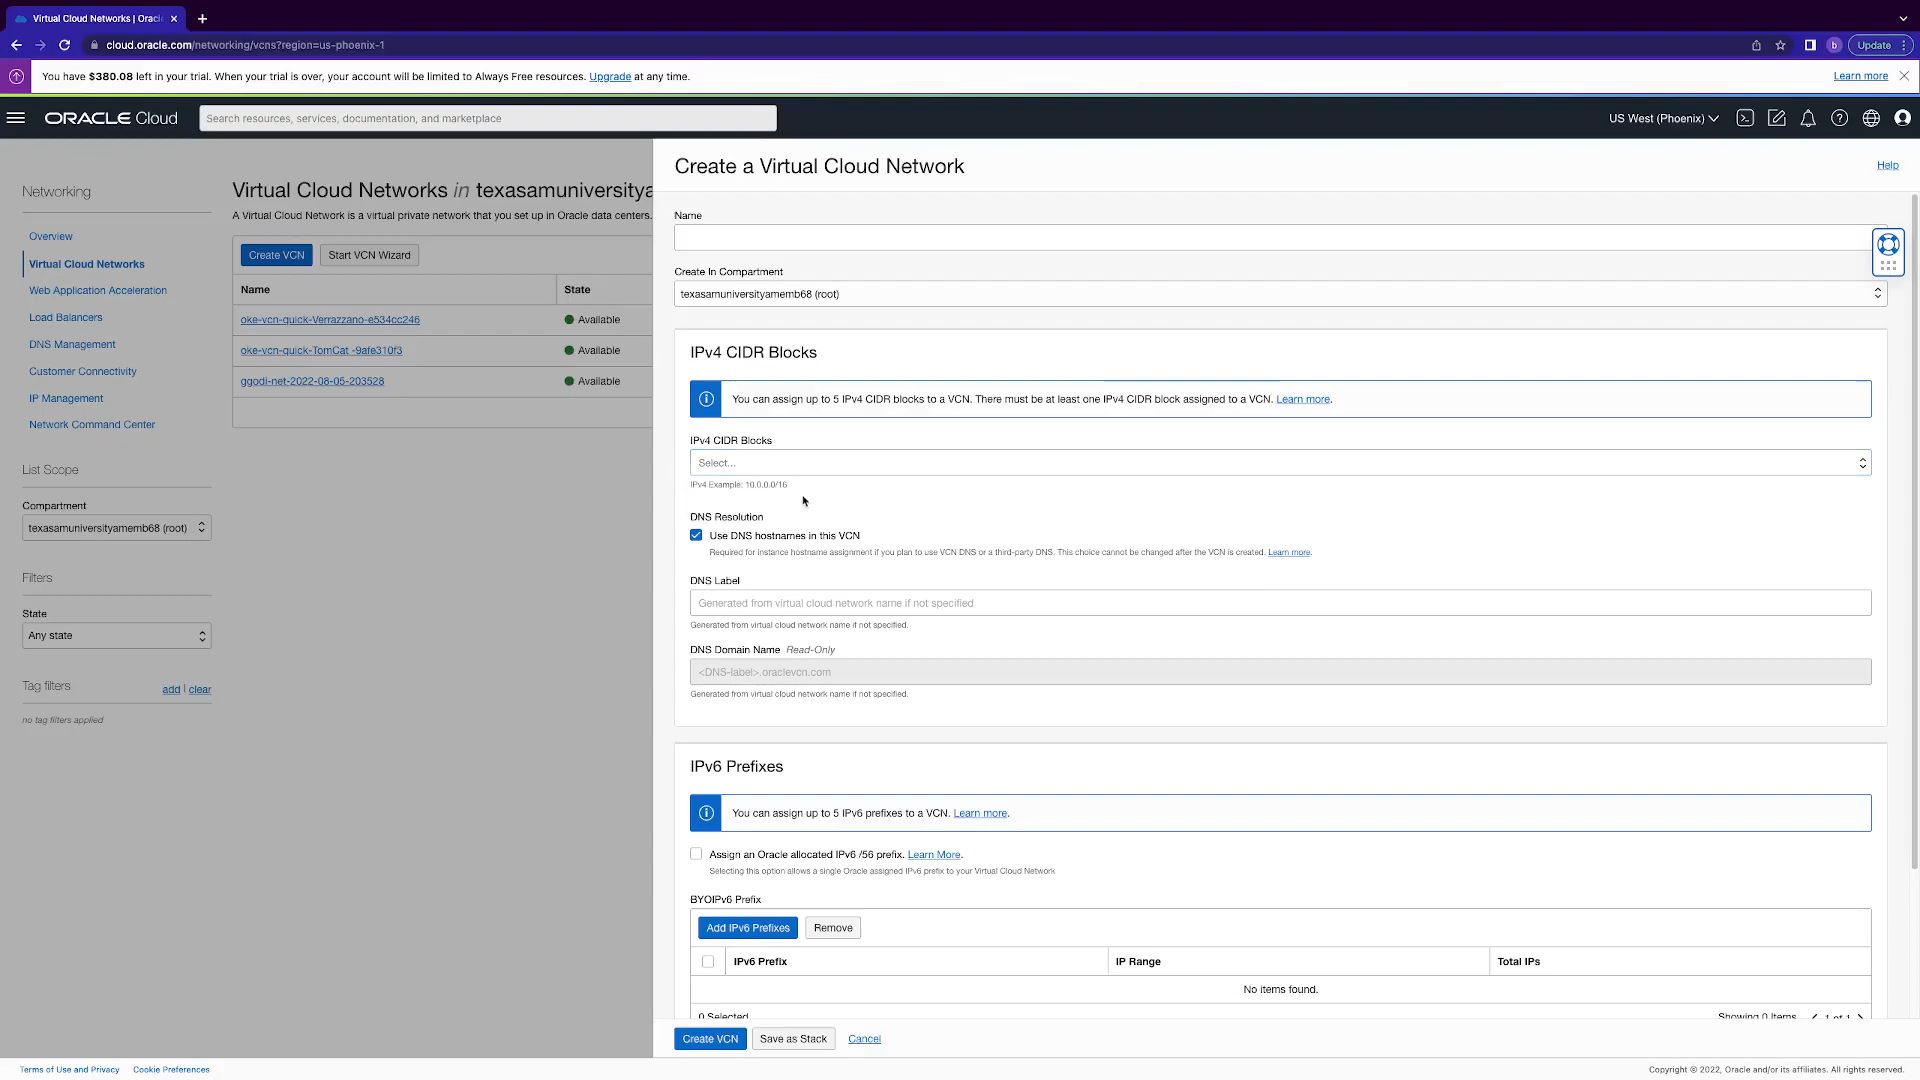 Virtual Cloud Networks | Oracl
cloud.oracle.com/networking/vcns?region=us-phoenix-1
b
Update
You have $380.08 left in your trial. When your trial is over, your account will be limited to Always Free resources. Upgrade at any time.
Learn more
ORACLE Cloud
Search resources, services, documentation, and marketplace
US West (Phoenix)
Networking
Overview
Virtual Cloud Networks
Web Application Acceleration
Load Balancers
DNS Management
Customer Connectivity
IP Management
Network Command Center
List Scope
Compartment
texasamuniversityamemb68 (root)
Filters
State
Any state
Tag filters
add | clear
no tag filters applied
Virtual Cloud Networks in texasamuniversitya
A Virtual Cloud Network is a virtual private network that you set up in Oracle data centers.
Create VCN
Start VCN Wizard
Name State
oke-vcn-quick-Verrazzano-e534cc246 Available
oke-vcn-quick-TomCat -9afe310f3 Available
ggodi-net-2022-08-05-203528 Available
Create a Virtual Cloud Network
Help
Name
Create In Compartment
texasamuniversityamemb68 (root)
IPv4 CIDR Blocks
You can assign up to 5 IPv4 CIDR blocks to a VCN. There must be at least one IPv4 CIDR block assigned to a VCN. Learn more.
IPv4 CIDR Blocks
Select...
IPv4 Example: 10.0.0.0/16
DNS Resolution
Use DNS hostnames in this VCN
Required for instance hostname assignment if you plan to use VCN DNS or a third-party DNS. This choice cannot be changed after the VCN is created. Learn more.
DNS Label
Generated from virtual cloud network name if not specified
Generated from virtual cloud network name if not specified.
DNS Domain Name Read-Only
<DNS-label>.oraclevcn.com
Generated from virtual cloud network name if not specified.
IPv6 Prefixes
You can assign up to 5 IPv6 prefixes to a VCN. Learn more.
Assign an Oracle allocated IPv6 /56 prefix. Learn More.
Selecting this option allows a single Oracle assigned IPv6 prefix to your Virtual Cloud Network
BYOIPv6 Prefix
Add IPv6 Prefixes
Remove
IPv6 Prefix IP Range Total IPs
No items found.
0 Selected Showing 0 Items 1 of 1
Create VCN
Save as Stack
Cancel
Terms of Use and Privacy
Cookie Preferences
Copyright © 2022, Oracle and/or its affiliates. All rights reserved.